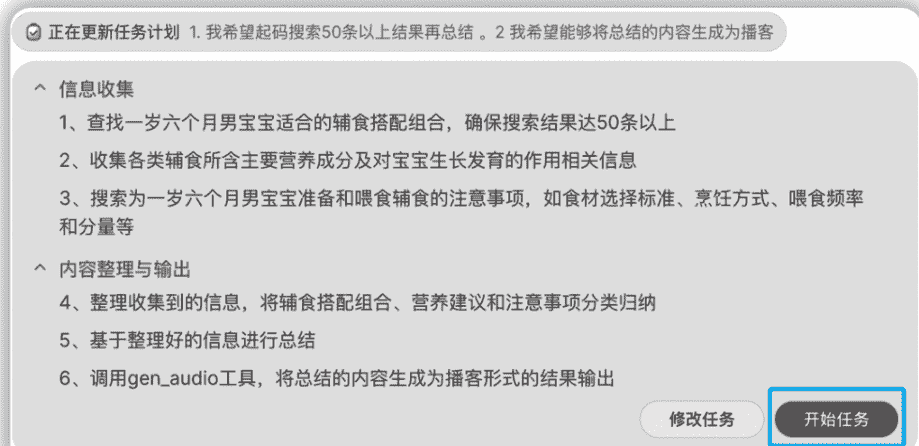 正在更新任务计划 1. 我希望起码搜索50条以上结果再总结 。2 我希望能够将总结的内容生成为播客
信息收集
1、查找一岁六个月男宝宝适合的辅食搭配组合，确保搜索结果达50条以上
2、收集各类辅食所含主要营养成分及对宝宝生长发育的作用相关信息
3、搜索为一岁六个月男宝宝准备和喂食辅食的注意事项，如食材选择标准、烹饪方式、喂食频率
和分量等
内容整理与输出
4、整理收集到的信息，将辅食搭配组合、营养建议和注意事项分类归纳
5、基于整理好的信息进行总结
6、调用gen_audio工具，将总结的内容生成为播客形式的结果输出
修改任务 开始任务